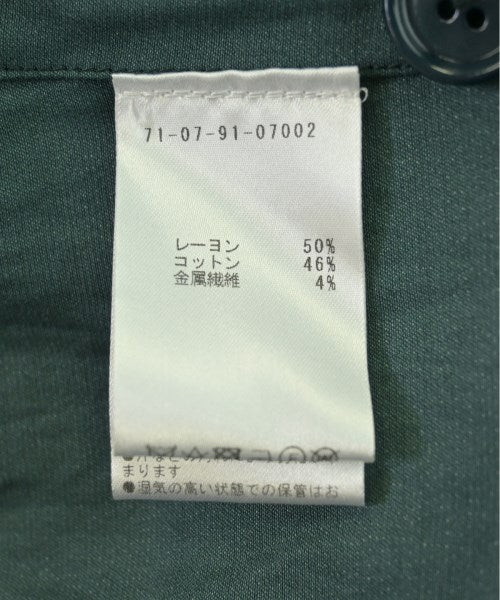 71-07-91-07002
レーヨン 50%
コットン 46%
金属繊維 4%
まります
●湿気の高い状態での保管はお